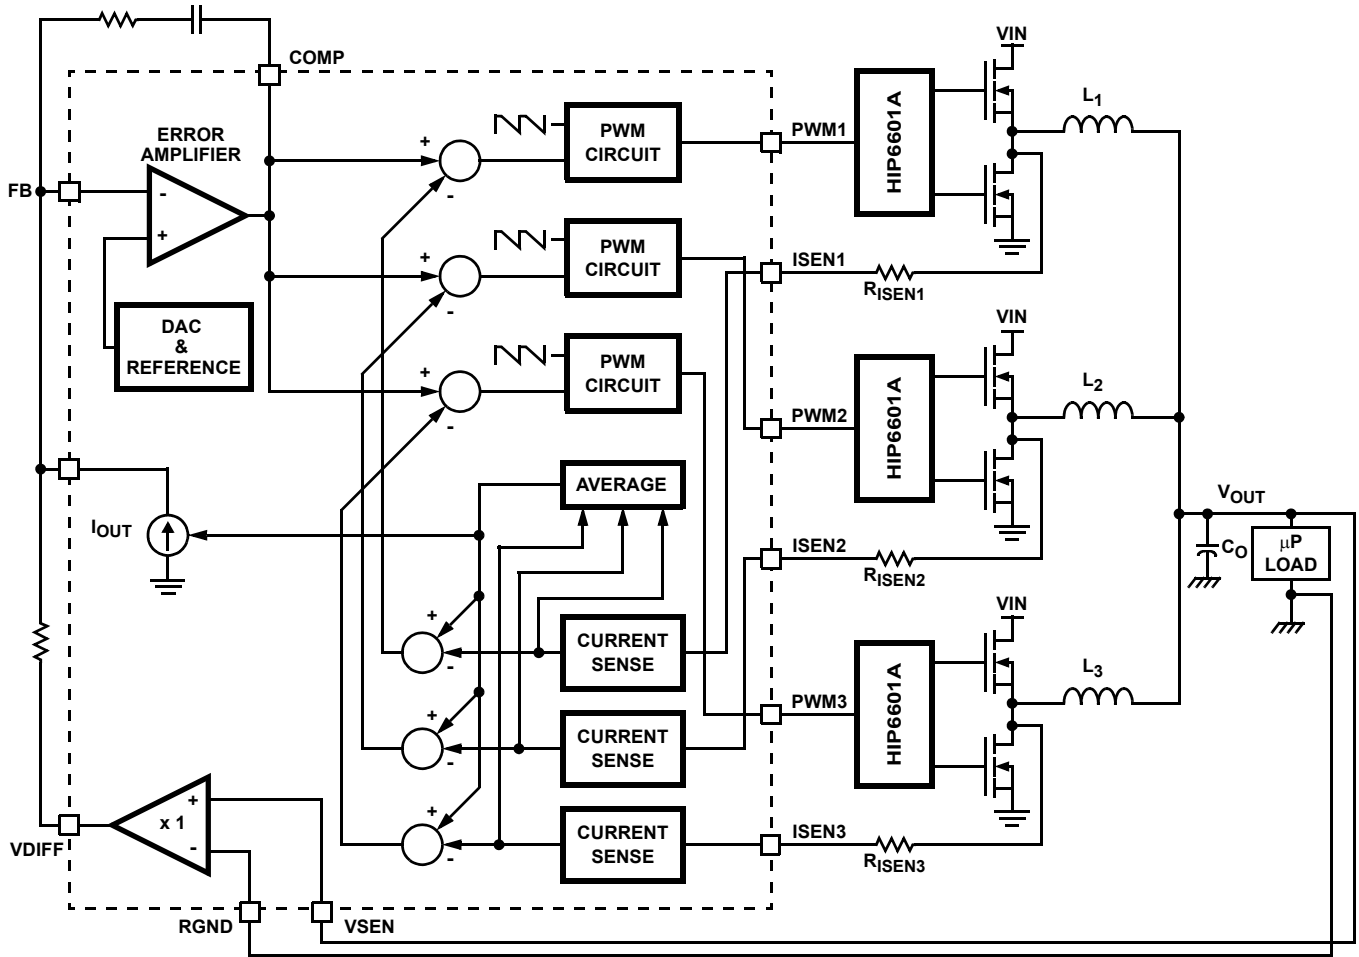 COMP
VIN
ERROR
AMPLIFIER
FB
-
+
DAC
&
REFERENCE
+
-
PWM
CIRCUIT
PWM1
HIP6601A
L1
+
-
PWM
CIRCUIT
ISEN1
RISEN1
+
-
PWM
CIRCUIT
VIN
PWM2
HIP6601A
L2
AVERAGE
IOUT
ISEN2
RISEN2
VOUT
CO
μP
LOAD
+
-
CURRENT
SENSE
VIN
PWM3
HIP6601A
L3
+
-
CURRENT
SENSE
+
-
CURRENT
SENSE
ISEN3
RISEN3
+
x 1
-
VDIFF
RGND
VSEN